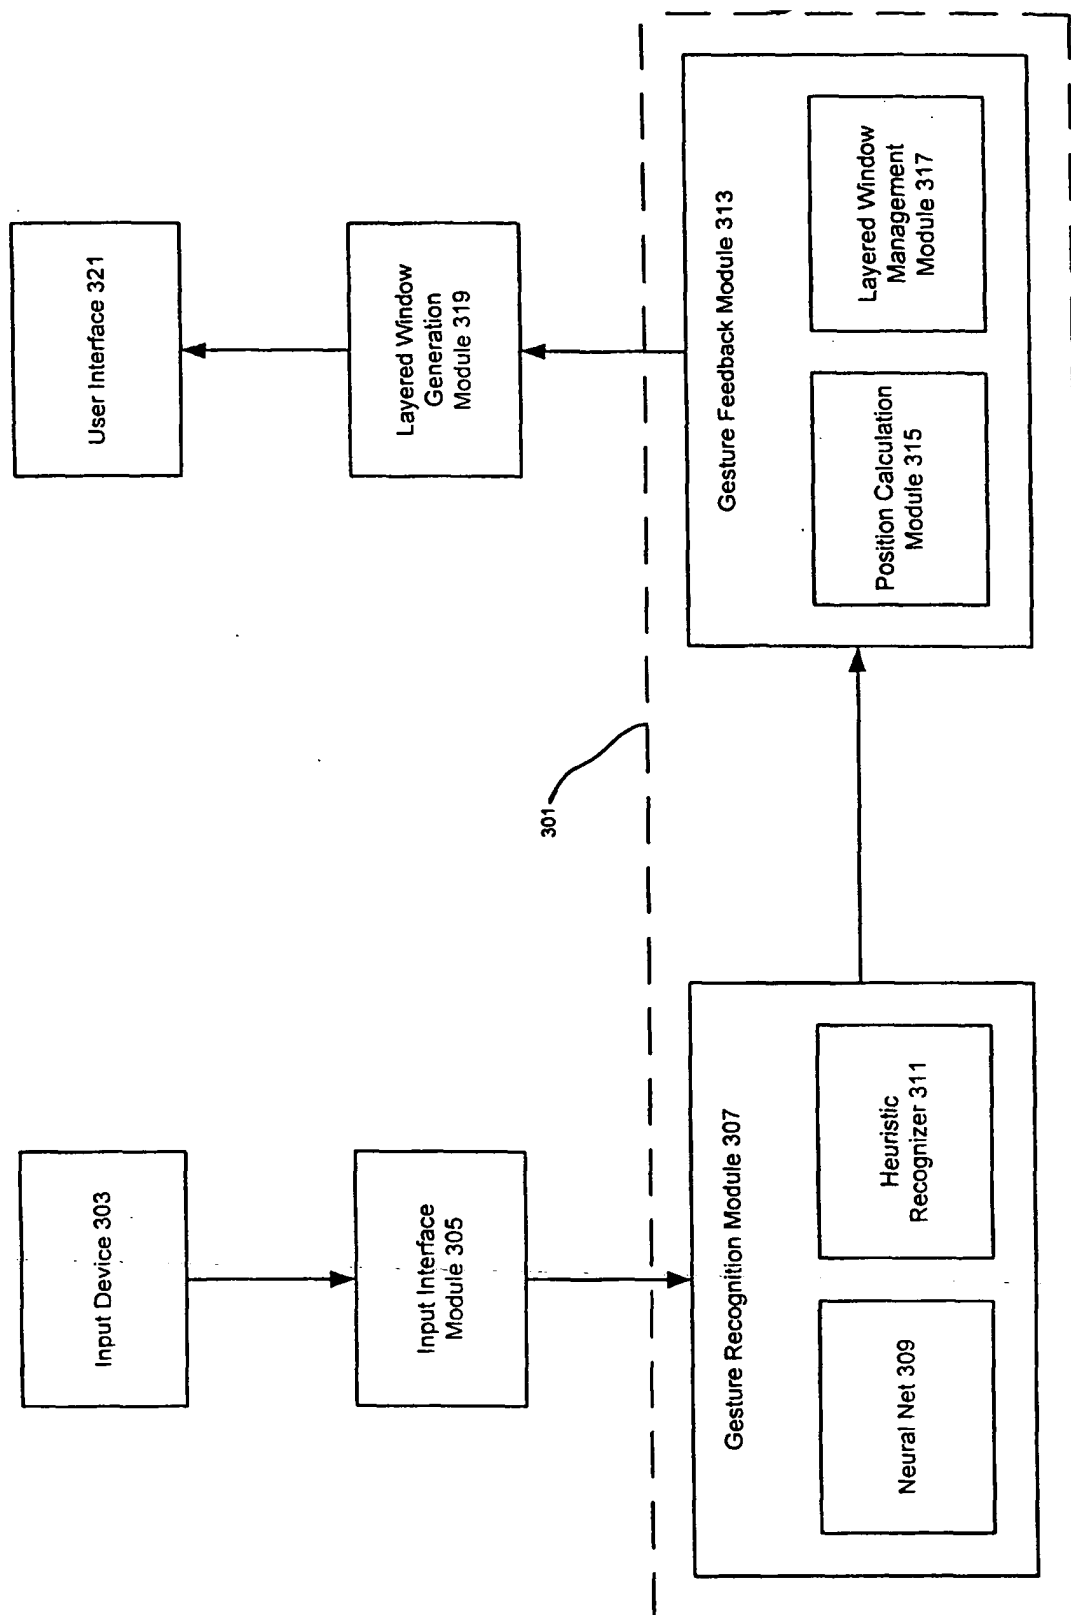 Input Device 303
Input Interface
Module 305
Gesture Recognition Module 307
Neural Net 309
Heuristic
Recognizer 311
301
User Interface 321
Layered Window
Generation
Module 319
Gesture Feedback Module 313
Position Calculation
Module 315
Layered Window
Management
Module 317